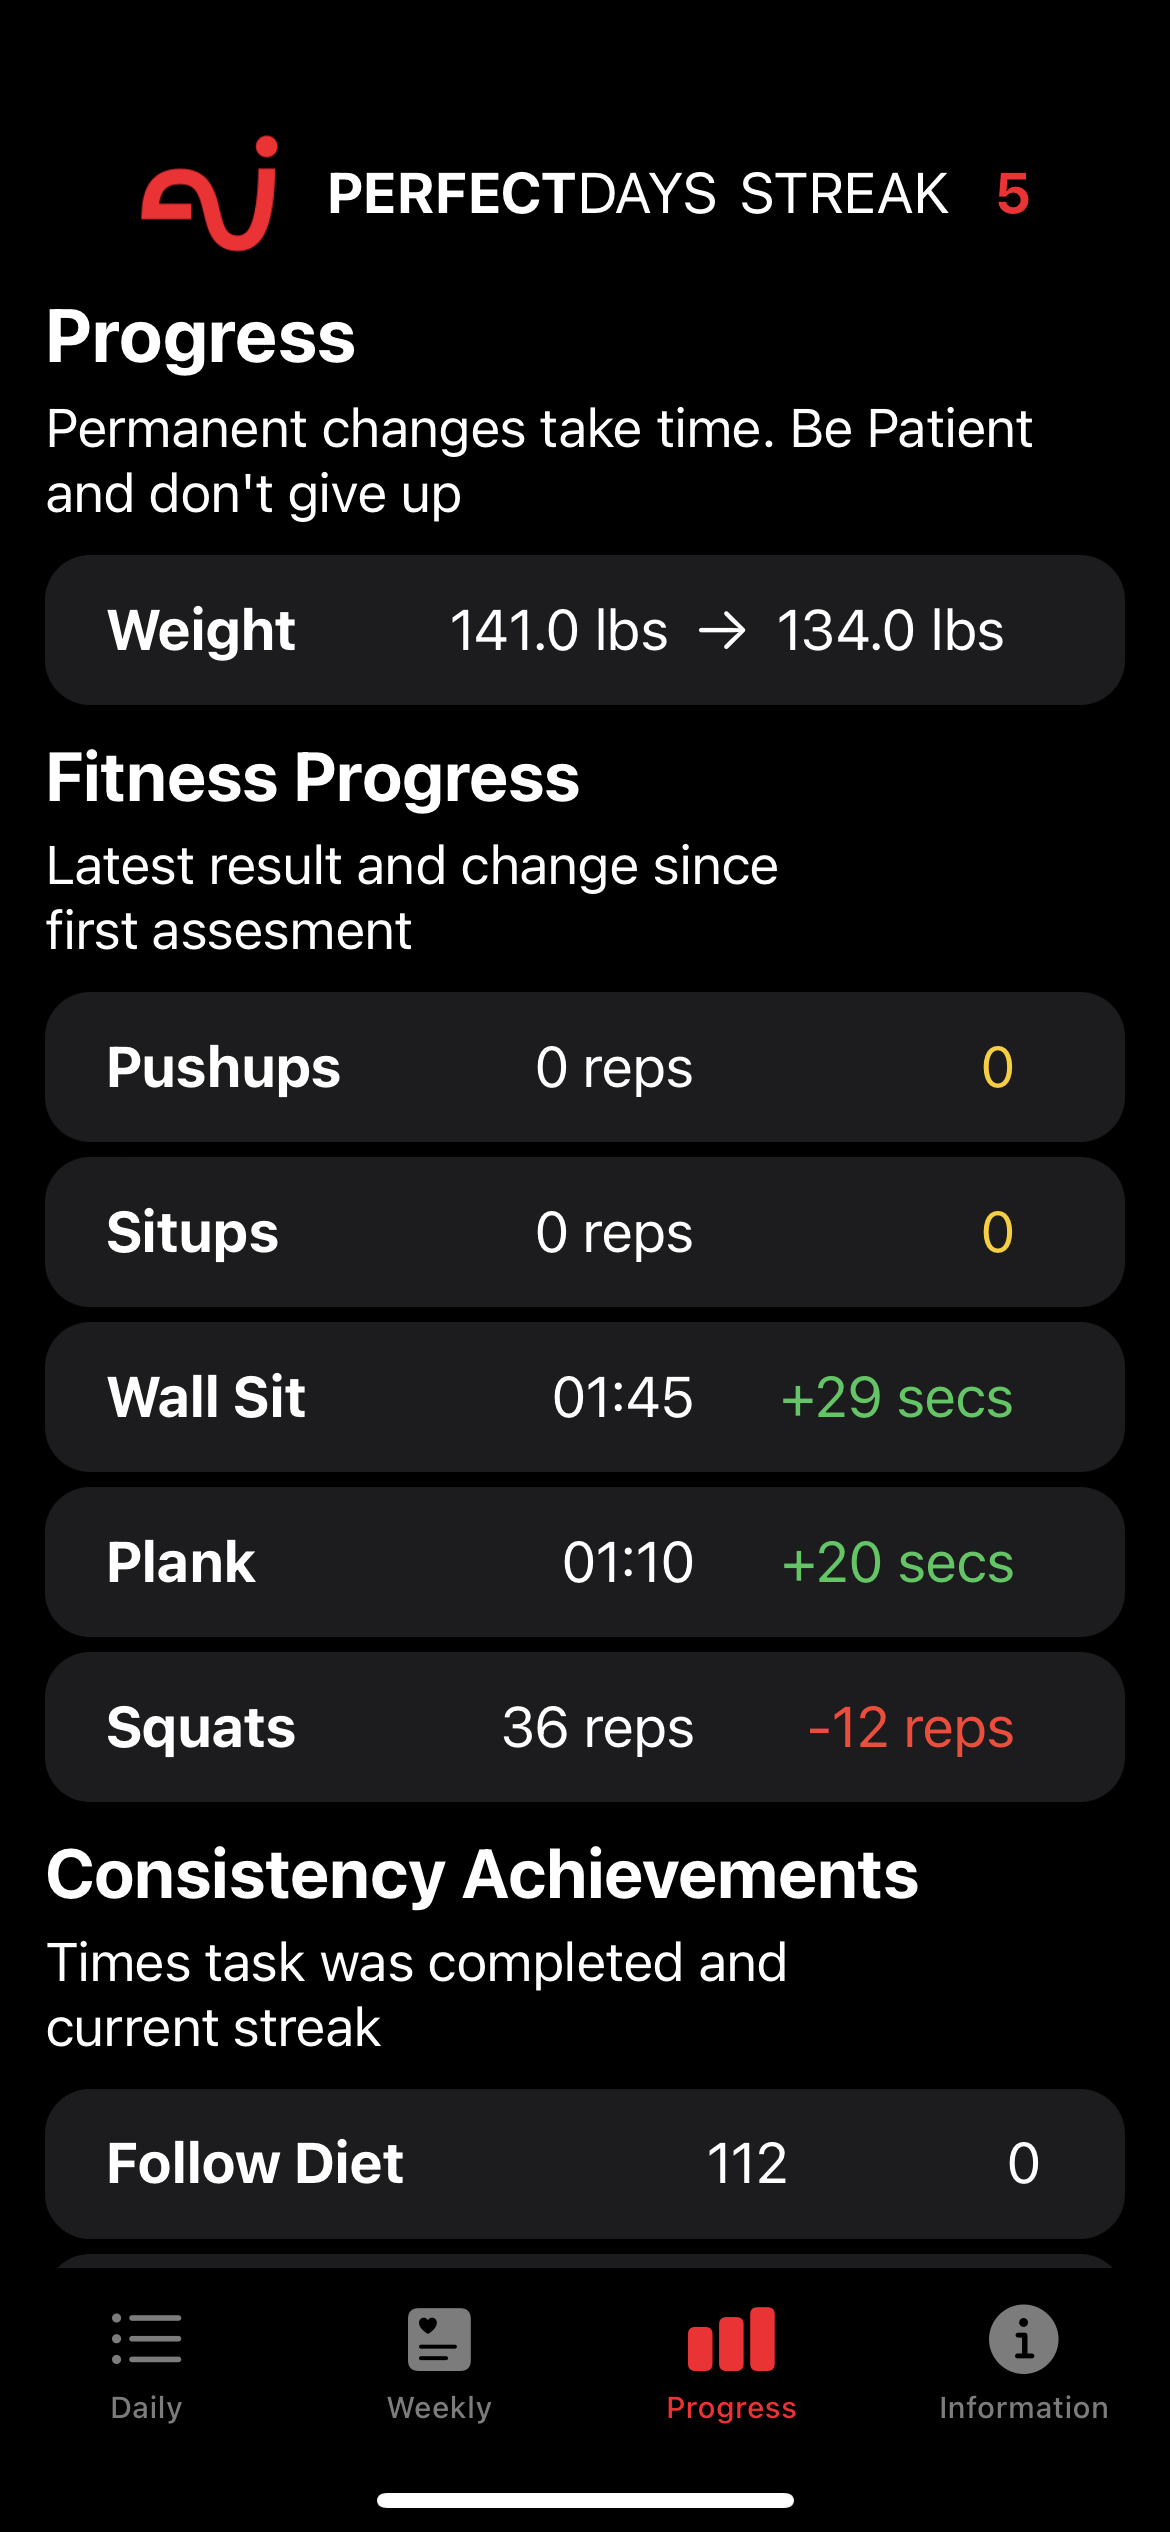 PERFECTDAYS STREAK 5
Progress
Permanent changes take time. Be Patient
and don't give up
Weight 141.0 lbs → 134.0 lbs
Fitness Progress
Latest result and change since
first assesment
Pushups 0 reps 0
Situps 0 reps 0
Wall Sit 01:45 +29 secs
Plank 01:10 +20 secs
Squats 36 reps -12 reps
Consistency Achievements
Times task was completed and
current streak
Follow Diet 112 0
Daily Weekly Progress Information